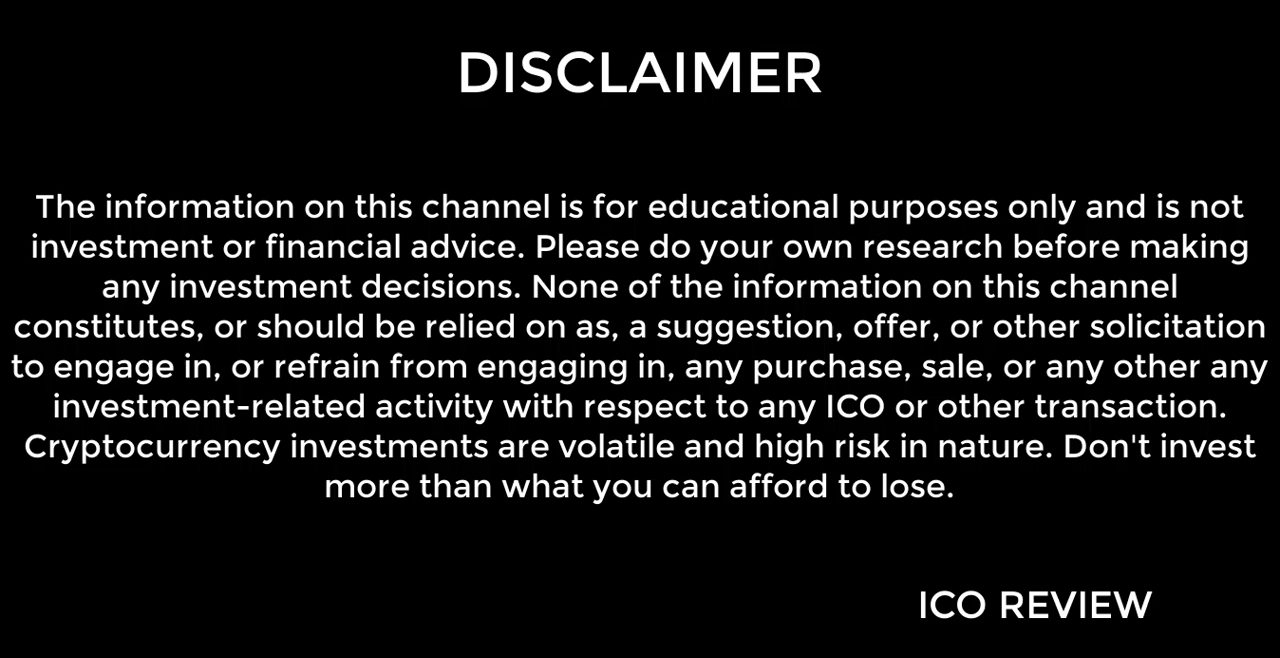 DISCLAIMER
The information on this channel is for educational purposes only and is not
investment or financial advice. Please do your own research before making
any investment decisions. None of the information on this channel
constitutes, or should be relied on as, a suggestion, offer, or other solicitation
to engage in, or refrain from engaging in, any purchase, sale, or any other any
investment-related activity with respect to any ICO or other transaction.
Cryptocurrency investments are volatile and high risk in nature. Don't invest
more than what you can afford to lose.
ICO REVIEW